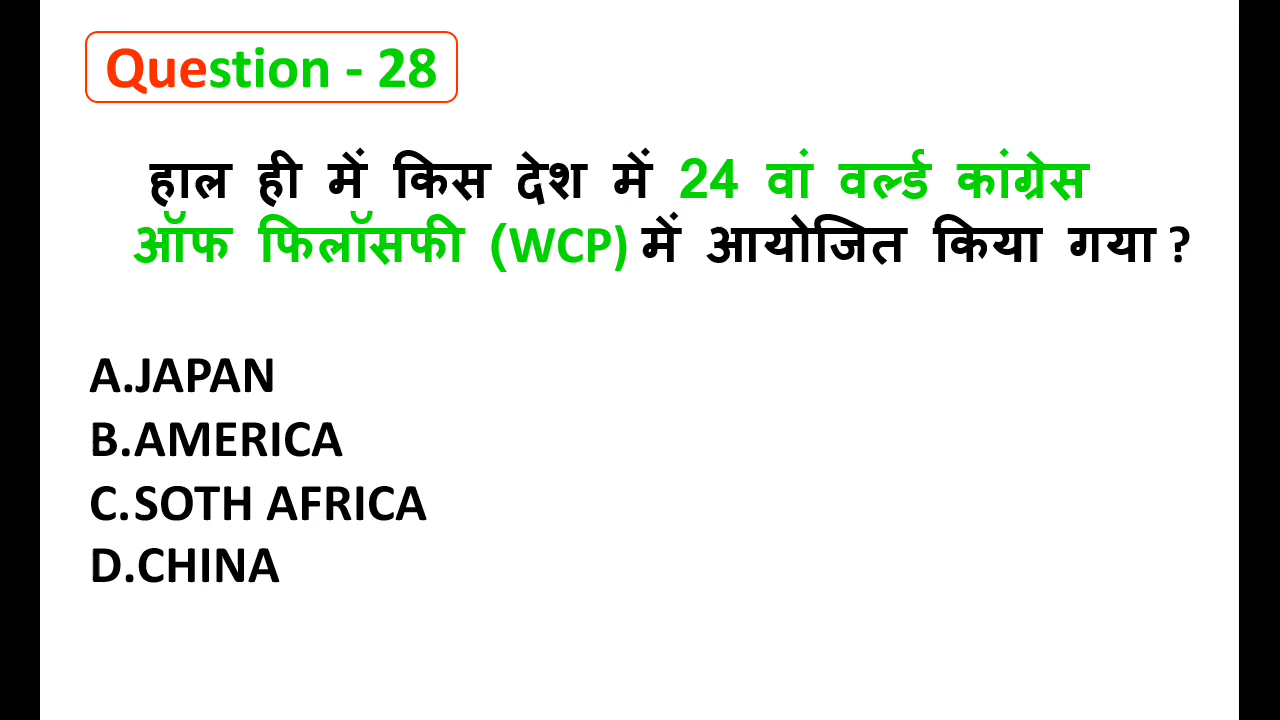 Question - 28
हाल ही में किस देश में 24 वां वर्ल्ड कांग्रेस
ऑफ फिलॉसफी (WCP) में आयोजित किया गया ?
A.JAPAN
B.AMERICA
C.SOTH AFRICA
D.CHINA